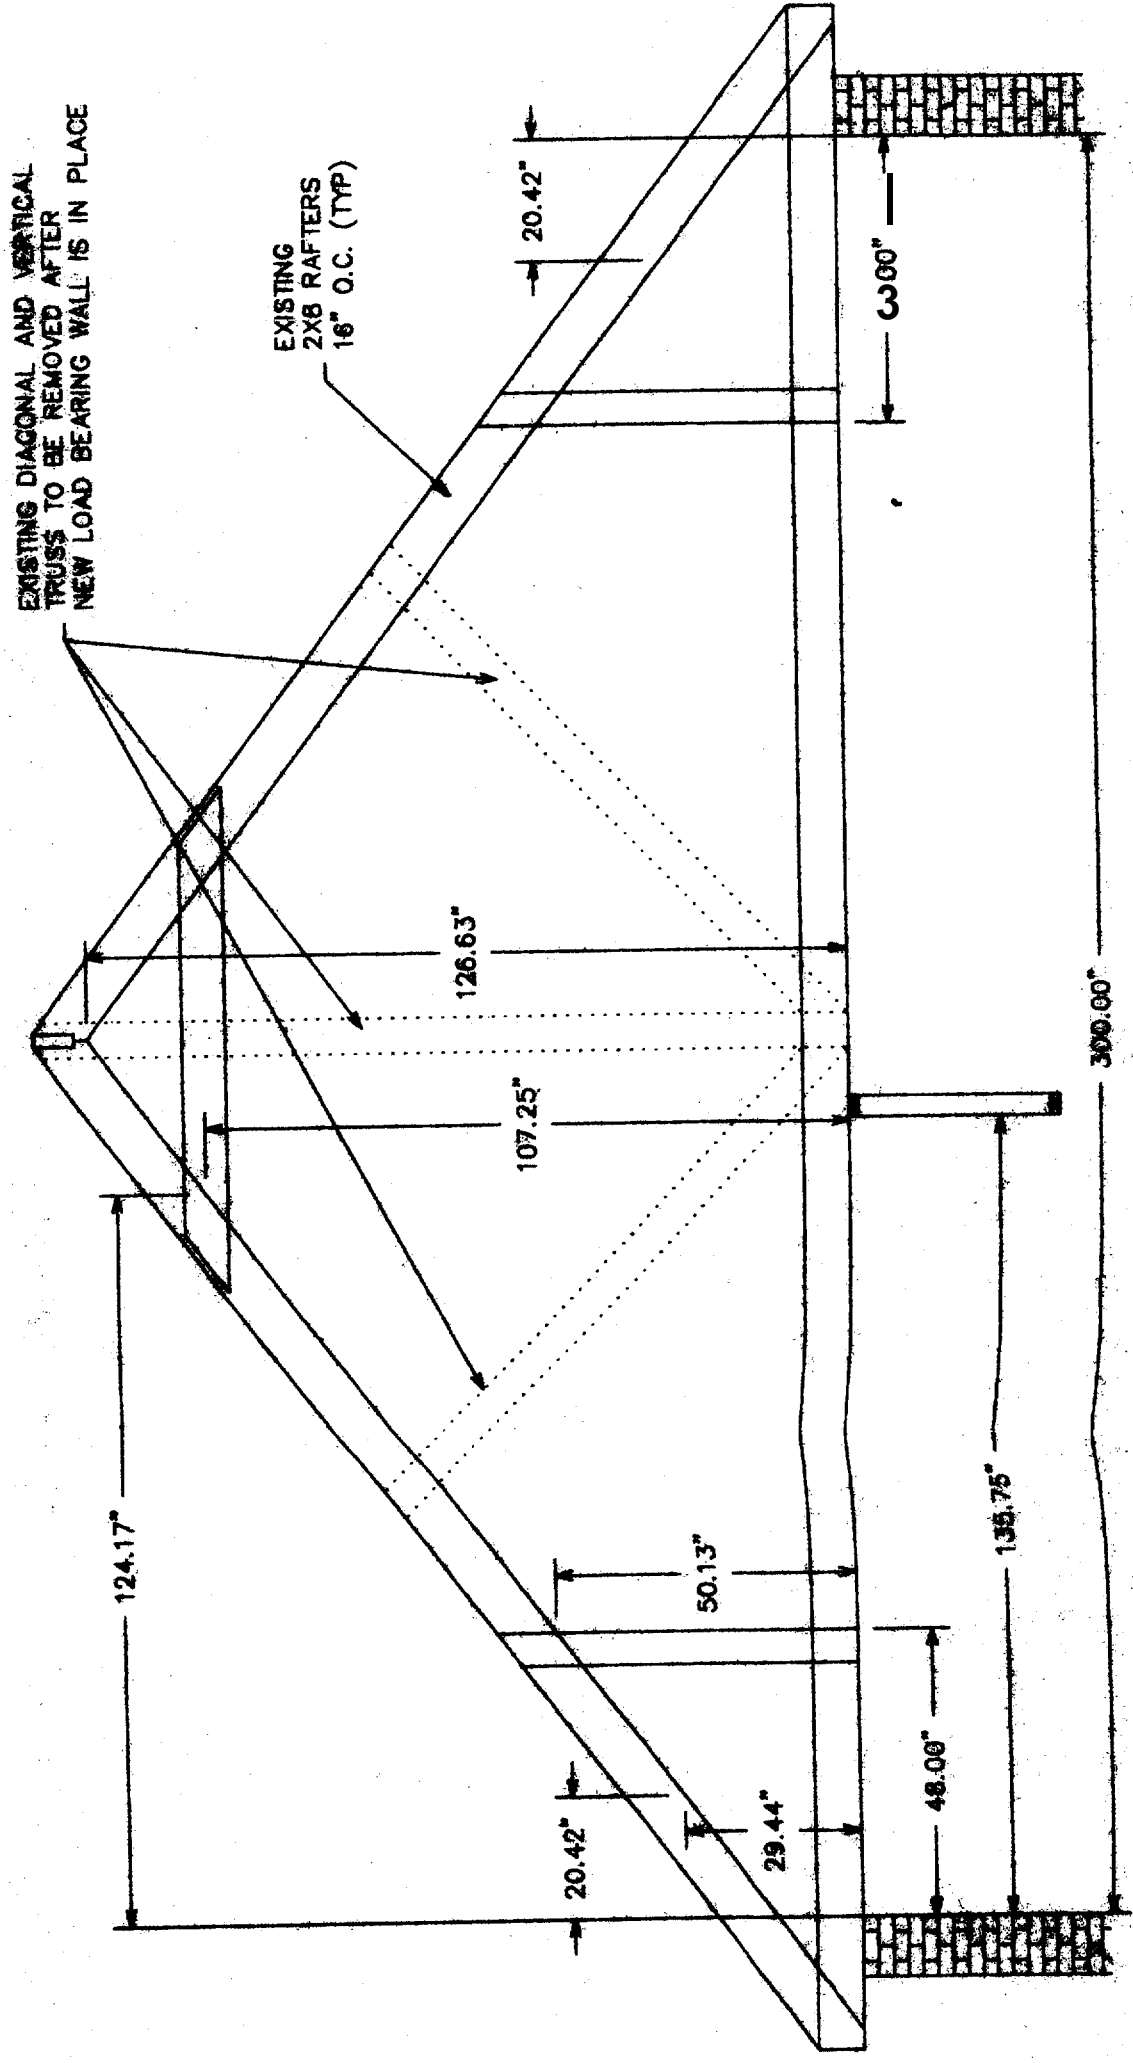 EXISTING DIAGONAL AND VERTICAL
TRUSS TO BE REMOVED AFTER
NEW LOAD BEARING WALL IS IN PLACE
EXISTING
2X8 RAFTERS
16" O.C. (TYP)
20.42"
124.17"
126.63"
107.25"
50.13"
20.42"
29.44"
48.00"
300"
135.75"
300.00"